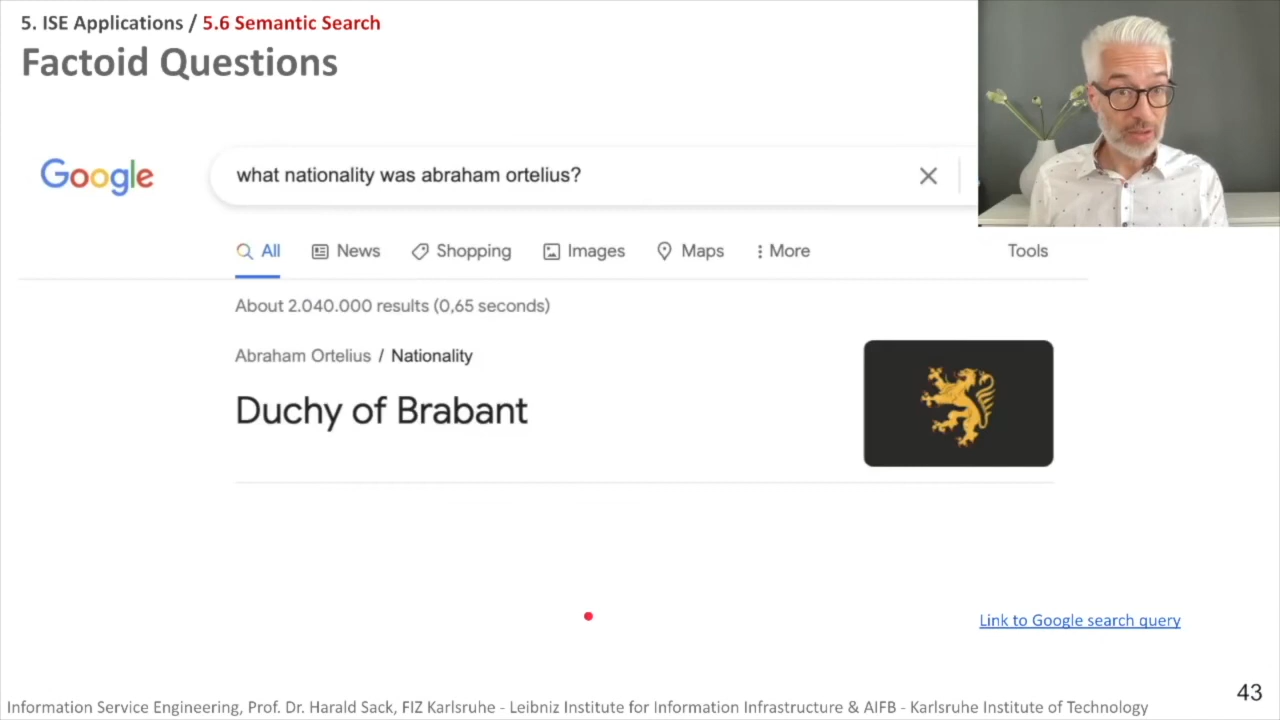 5. ISE Applications / 5.6 Semantic Search
Factoid Questions
Google
what nationality was abraham ortelius?
All News Shopping Images Maps More Tools
About 2.040.000 results (0,65 seconds)
Abraham Ortelius / Nationality
Duchy of Brabant
Link to Google search query
43
Information Service Engineering, Prof. Dr. Harald Sack, FIZ Karlsruhe - Leibniz Institute for Information Infrastructure & AIFB - Karlsruhe Institute of Technology